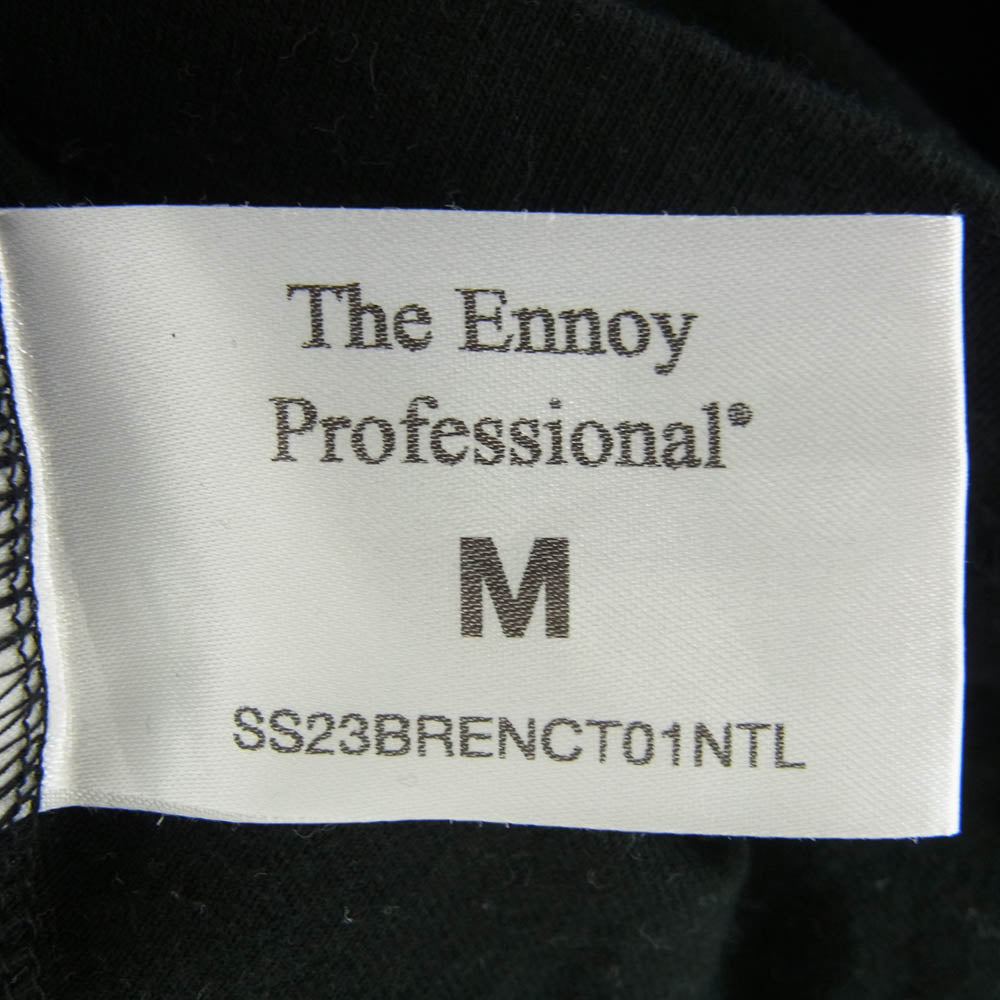 The Ennoy
Professional®
M
SS23BRENCT01NTL